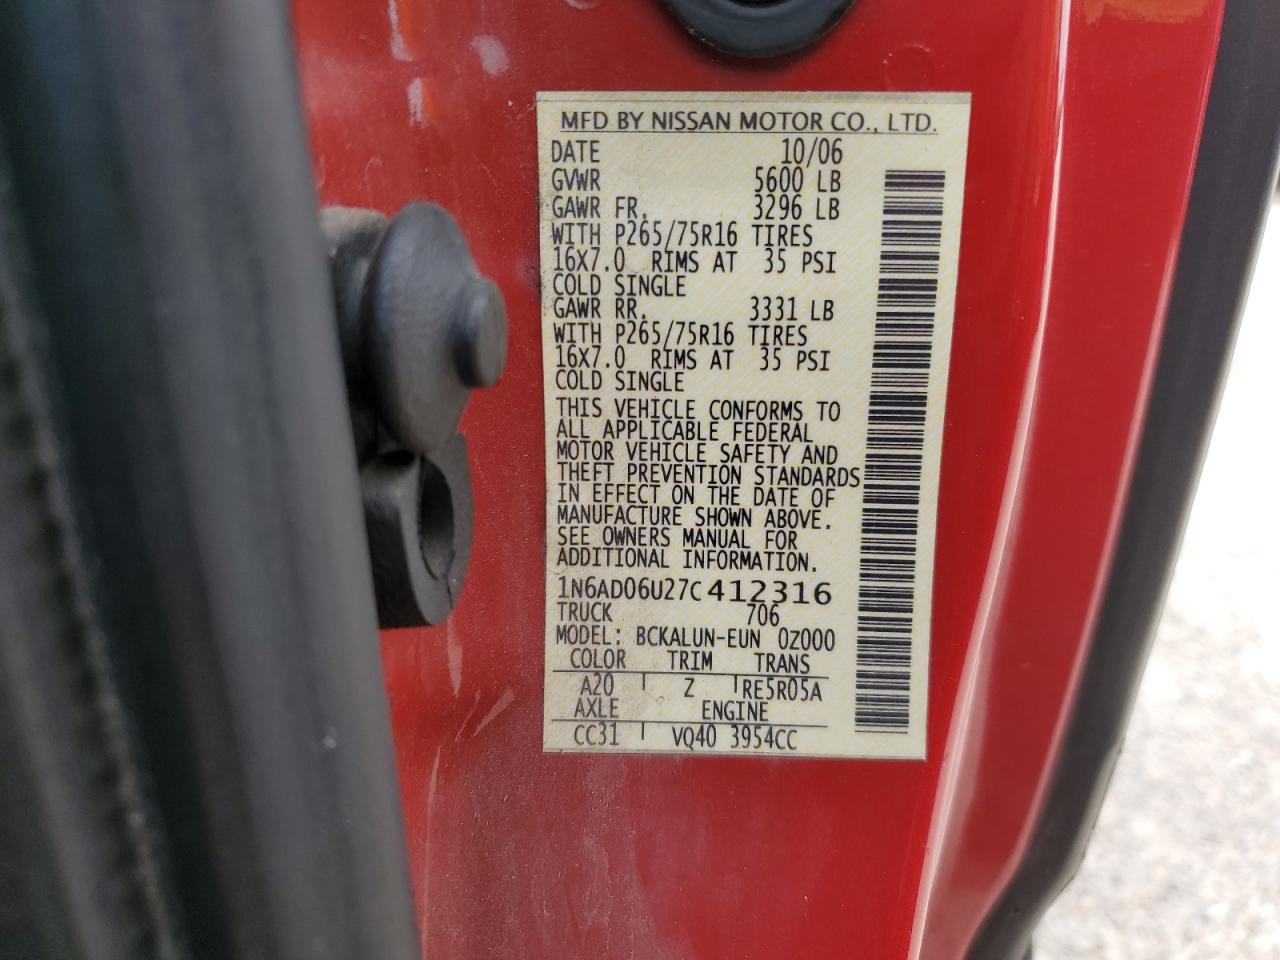 MFD BY NISSAN MOTOR CO., LTD.
DATE 10/06
GVWR 5600 LB
GAWR FR. 3296 LB
WITH P265/75R16 TIRES
16X7.0 RIMS AT 35 PSI
COLD SINGLE
GAWR RR. 3331 LB
WITH P265/75R16 TIRES
16X7.0 RIMS AT 35 PSI
COLD SINGLE
THIS VEHICLE CONFORMS TO
ALL APPLICABLE FEDERAL
MOTOR VEHICLE SAFETY AND
THEFT PREVENTION STANDARDS
IN EFFECT ON THE DATE OF
MANUFACTURE SHOWN ABOVE.
SEE OWNERS MANUAL FOR
ADDITIONAL INFORMATION.
1N6AD06U27C412316
TRUCK 706
MODEL: BCKALUN-EUN 0Z000
COLOR TRIM TRANS
A20 Z RE5R05A
AXLE ENGINE
CC31 VQ40 3954CC